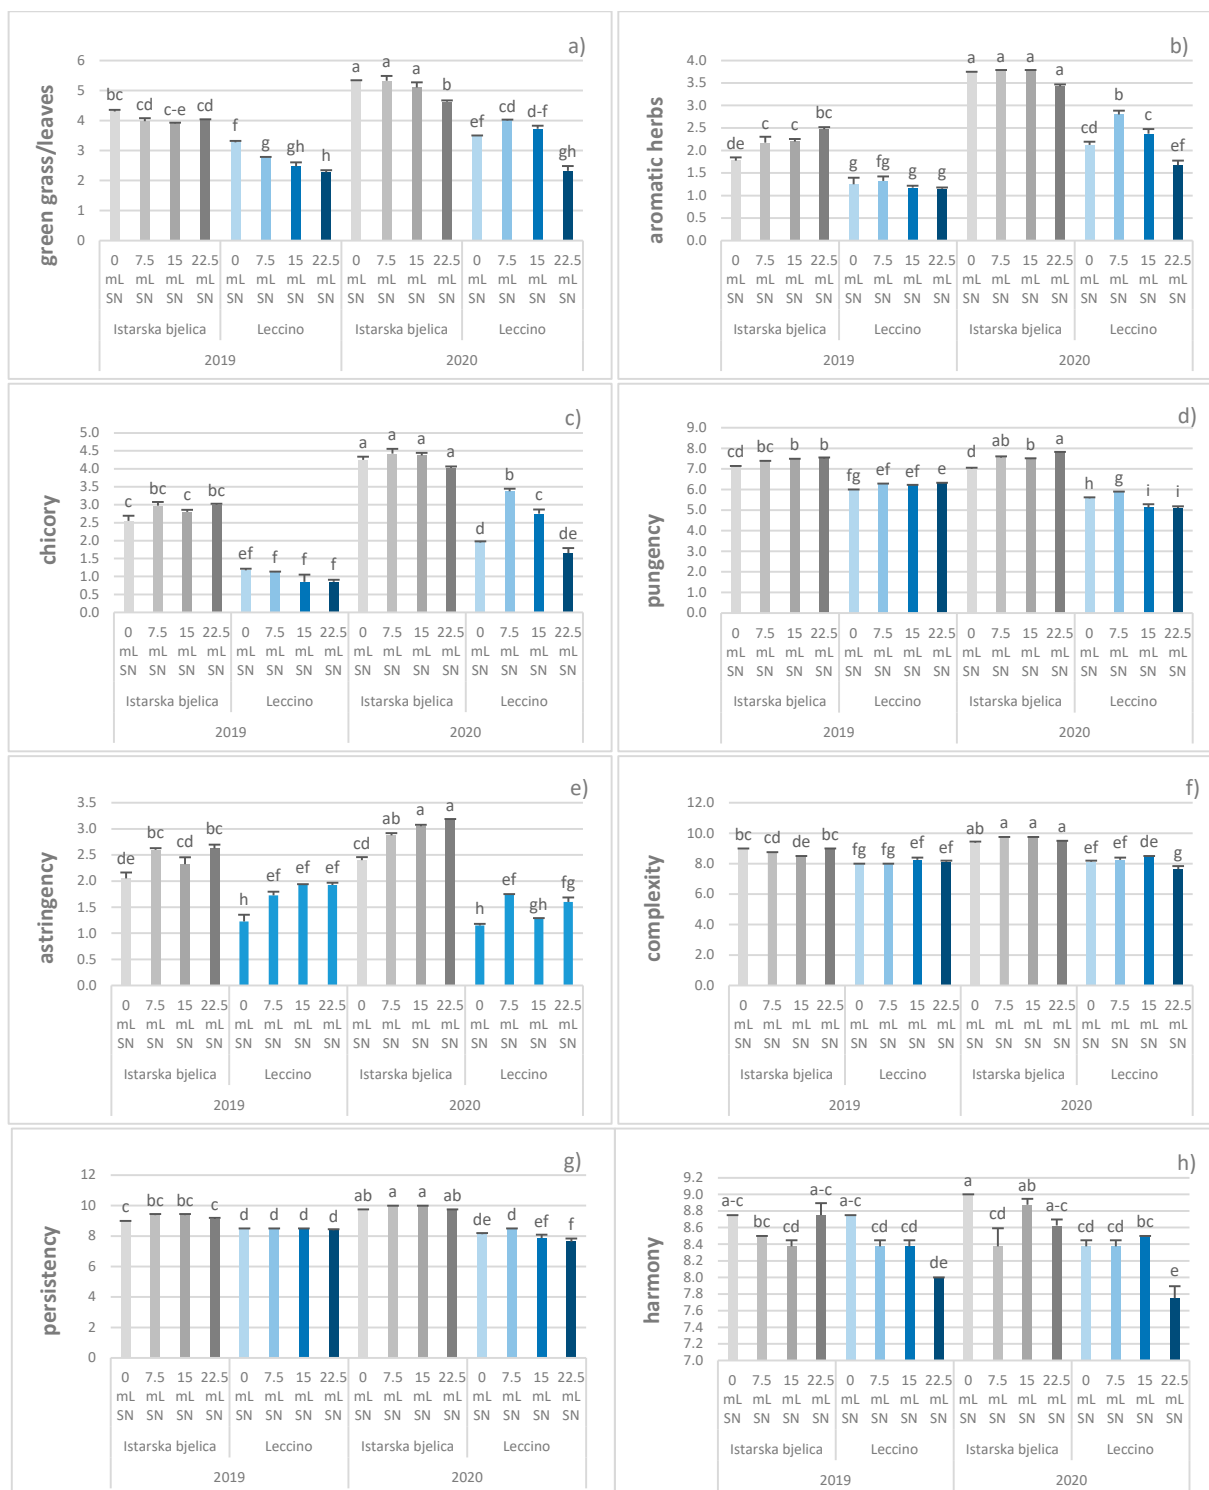 a)
green grass/leaves
6
5
4
3
2
1
0
bc cd c-e cd f g gh h a a a b ef cd d-f gh
0 7.5 15 22.5 0 7.5 15 22.5 0 7.5 15 22.5 0 7.5 15 22.5
mL mL mL mL mL mL mL mL mL mL mL mL mL mL mL mL
SN SN SN SN SN SN SN SN SN SN SN SN SN SN SN SN
Istarska bjelica Leccino Istarska bjelica Leccino
2019 2020
b)
aromatic herbs
4.0
3.5
3.0
2.5
2.0
1.5
1.0
0.5
0.0
de c c bc g fg g g a a a a cd b c ef
0 7.5 15 22.5 0 7.5 15 22.5 0 7.5 15 22.5 0 7.5 15 22.5
mL mL mL mL mL mL mL mL mL mL mL mL mL mL mL mL
SN SN SN SN SN SN SN SN SN SN SN SN SN SN SN SN
Istarska bjelica Leccino Istarska bjelica Leccino
2019 2020
c)
chicory
5.0
4.5
4.0
3.5
3.0
2.5
2.0
1.5
1.0
0.5
0.0
c bc c bc ef f f f a a a a d b c de
0 7.5 15 22.5 0 7.5 15 22.5 0 7.5 15 22.5 0 7.5 15 22.5
mL mL mL mL mL mL mL mL mL mL mL mL mL mL mL mL
SN SN SN SN SN SN SN SN SN SN SN SN SN SN SN SN
Istarska bjelica Leccino Istarska bjelica Leccino
2019 2020
d)
pungency
9.0
8.0
7.0
6.0
5.0
4.0
3.0
2.0
1.0
0.0
cd bc b b fg ef ef e d ab b a h g i i
0 7.5 15 22.5 0 7.5 15 22.5 0 7.5 15 22.5 0 7.5 15 22.5
mL mL mL mL mL mL mL mL mL mL mL mL mL mL mL mL
SN SN SN SN SN SN SN SN SN SN SN SN SN SN SN SN
Istarska bjelica Leccino Istarska bjelica Leccino
2019 2020
e)
astringency
3.5
3.0
2.5
2.0
1.5
1.0
0.5
0.0
de bc cd bc h ef ef ef cd ab a a h ef gh fg
0 7.5 15 22.5 0 7.5 15 22.5 0 7.5 15 22.5 0 7.5 15 22.5
mL mL mL mL mL mL mL mL mL mL mL mL mL mL mL mL
SN SN SN SN SN SN SN SN SN SN SN SN SN SN SN SN
Istarska bjelica Leccino Istarska bjelica Leccino
2019 2020
f)
complexity
12.0
10.0
8.0
6.0
4.0
2.0
0.0
bc cd de bc fg fg ef ef ab a a a ef ef de g
0 7.5 15 22.5 0 7.5 15 22.5 0 7.5 15 22.5 0 7.5 15 22.5
mL mL mL mL mL mL mL mL mL mL mL mL mL mL mL mL
SN SN SN SN SN SN SN SN SN SN SN SN SN SN SN SN
Istarska bjelica Leccino Istarska bjelica Leccino
2019 2020
g)
persistency
12
10
8
6
4
2
0
c bc bc c d d d d ab a a ab de d ef f
0 7.5 15 22.5 0 7.5 15 22.5 0 7.5 15 22.5 0 7.5 15 22.5
mL mL mL mL mL mL mL mL mL mL mL mL mL mL mL mL
SN SN SN SN SN SN SN SN SN SN SN SN SN SN SN SN
Istarska bjelica Leccino Istarska bjelica Leccino
2019 2020
h)
harmony
9.2
9.0
8.8
8.6
8.4
8.2
8.0
7.8
7.6
7.4
7.2
7.0
a-c bc cd a-c a-c cd cd de a cd ab a-c cd cd bc e
0 7.5 15 22.5 0 7.5 15 22.5 0 7.5 15 22.5 0 7.5 15 22.5
mL mL mL mL mL mL mL mL mL mL mL mL mL mL mL mL
SN SN SN SN SN SN SN SN SN SN SN SN SN SN SN SN
Istarska bjelica Leccino Istarska bjelica Leccino
2019 2020